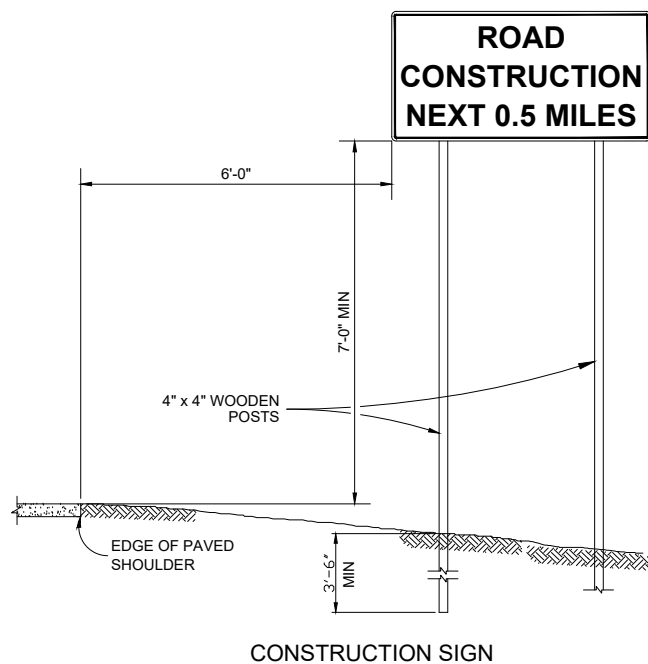 ROAD
CONSTRUCTION
NEXT 0.5 MILES
6'-0"
7'-0" MIN
4" x 4" WOODEN
POSTS
EDGE OF PAVED
SHOULDER
3'-6"
MIN
CONSTRUCTION SIGN